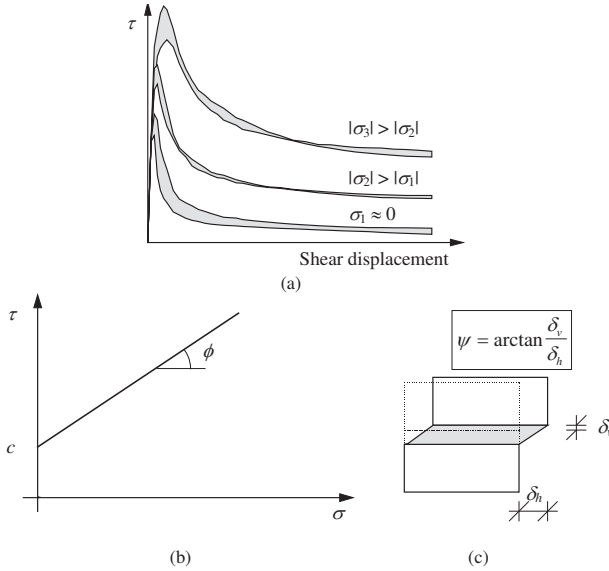 τ
|σ₃| > |σ₂|
|σ₂| > |σ₁|
σ₁ ≈ 0
Shear displacement
(a)
τ
ϕ
c
σ
(b)
ψ = arctan δᵥ/δₕ
δᵥ
δₕ
(c)